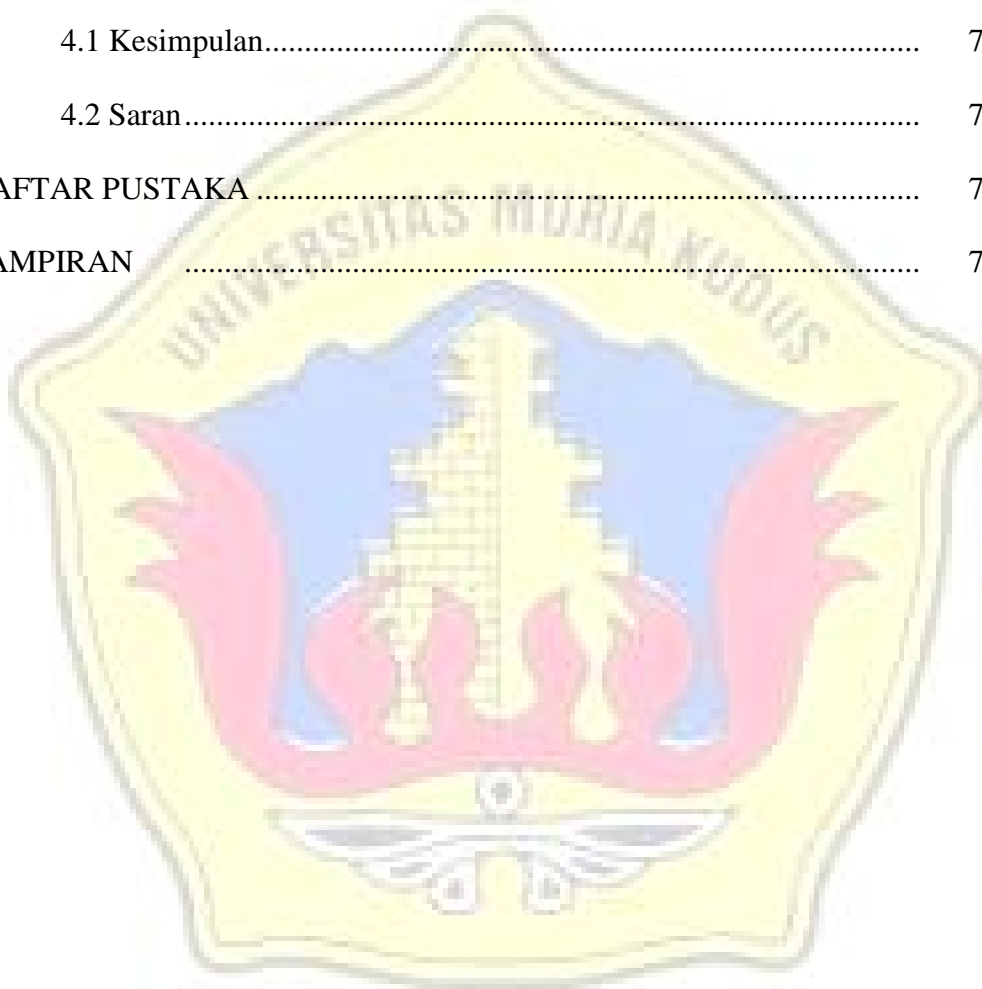 4.1 Kesimpulan.................................................................................. 7
4.2 Saran............................................................................................ 7
AFTAR PUSTAKA................................................................................... 7
AMPIRAN ............................................................................................ 7
UNIVERSITAS MURIA KUDUS